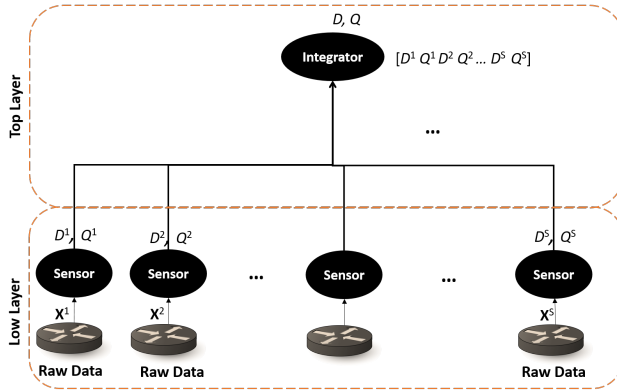 D, Q
Integrator
[D¹ Q¹ D² Q² ... Dˢ Qˢ]
Top Layer
...
D¹, Q¹
D², Q²
Dˢ, Qˢ
Sensor
Sensor
...
Sensor
...
Sensor
Low Layer
X¹
X²
Xˢ
Raw Data
Raw Data
Raw Data